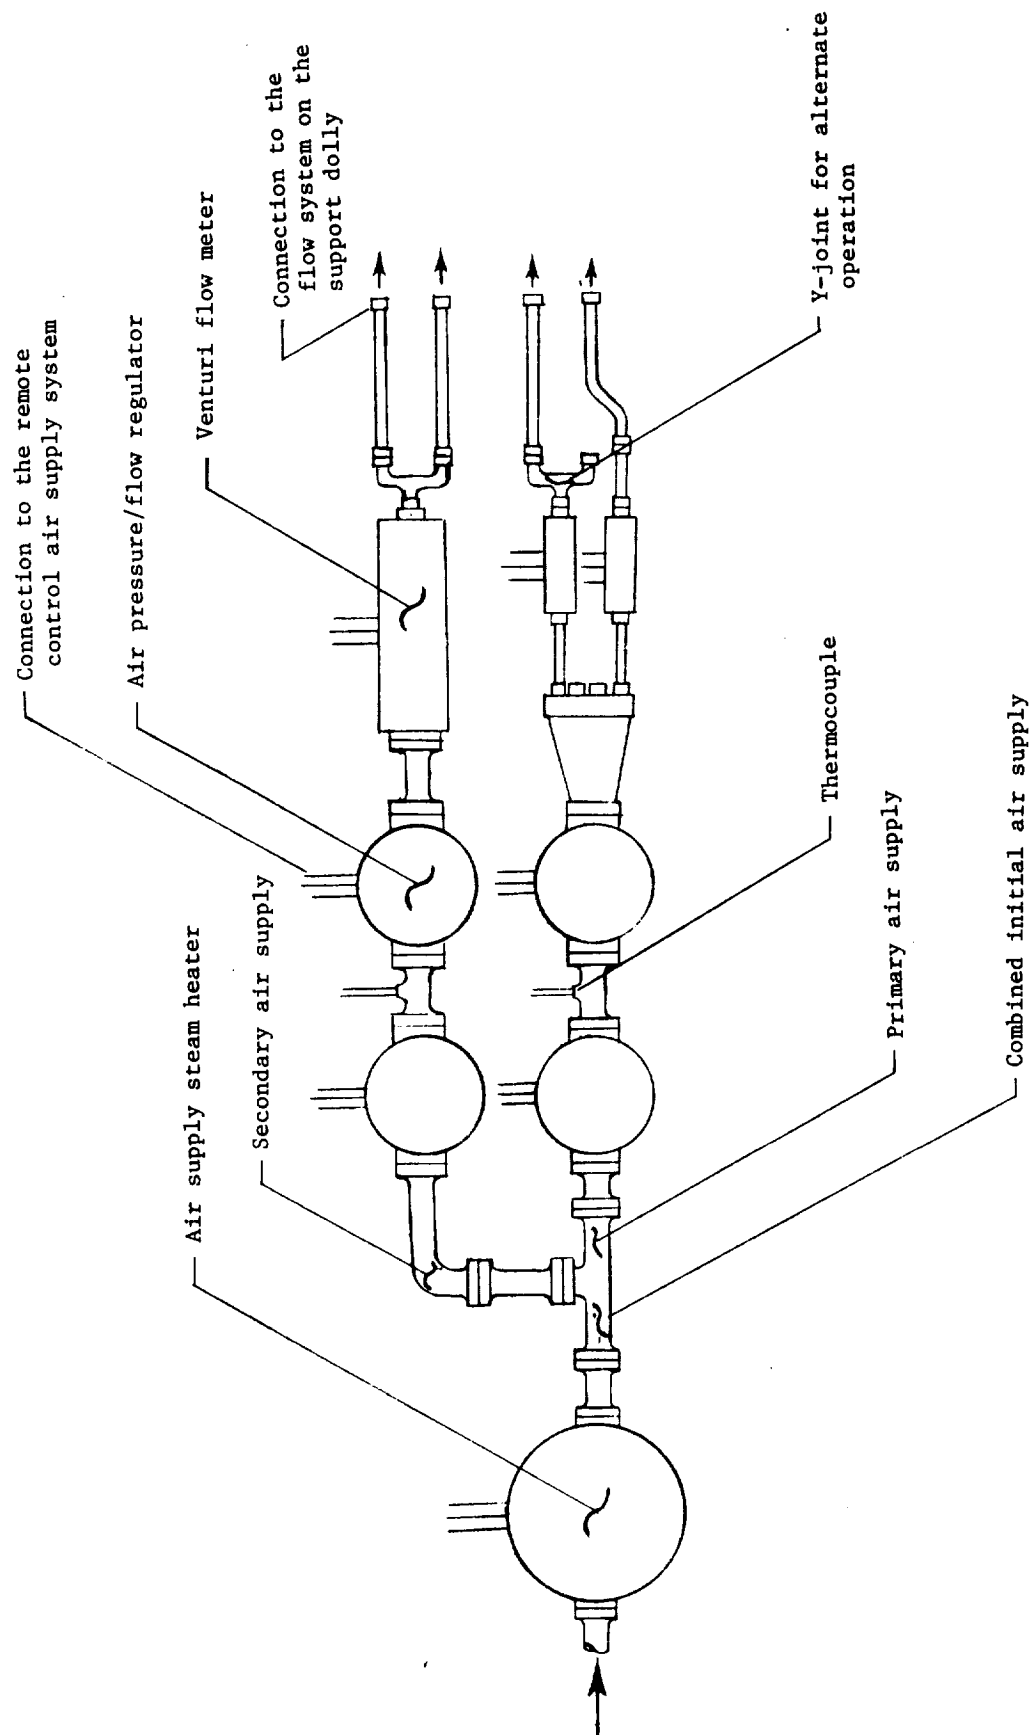 Connection to the remote
control air supply system
Air pressure/flow regulator
Venturi flow meter
Connection to the
flow system on the
support dolly
Air supply steam heater
Secondary air supply
Y-joint for alternate
operation
Thermocouple
Primary air supply
Combined initial air supply